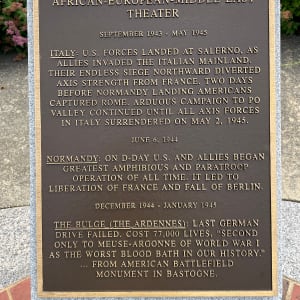 AFRICAN-EUROPEAN-MIDDLE EAST
THEATER
SEPTEMBER 1943 - MAY 1945
ITALY: U.S. FORCES LANDED AT SALERNO, AS
ALLIES INVADED THE ITALIAN MAINLAND.
THEIR ENDLESS SIEGE NORTHWARD DIVERTED
AXIS STRENGTH FROM FRANCE. TWO DAYS
BEFORE NORMANDY LANDING AMERICANS
CAPTURED ROME. ARDUOUS CAMPAIGN TO PO
VALLEY CONTINUED UNTIL ALL AXIS FORCES
IN ITALY SURRENDERED ON MAY 2, 1945.
JUNE 6, 1944
NORMANDY: ON D-DAY U.S. AND ALLIES BEGAN
GREATEST AMPHIBIOUS AND PARATROOP
OPERATION OF ALL TIME. IT LED TO
LIBERATION OF FRANCE AND FALL OF BERLIN.
DECEMBER 1944 - JANUARY 1945
THE BULGE (THE ARDENNES): LAST GERMAN
DRIVE FAILED. COST 77,000 LIVES, "SECOND
ONLY TO MEUSE-ARGONNE OF WORLD WAR I
AS THE WORST BLOOD BATH IN OUR HISTORY."
...FROM AMERICAN BATTLEFIELD
MONUMENT IN BASTOGNE.